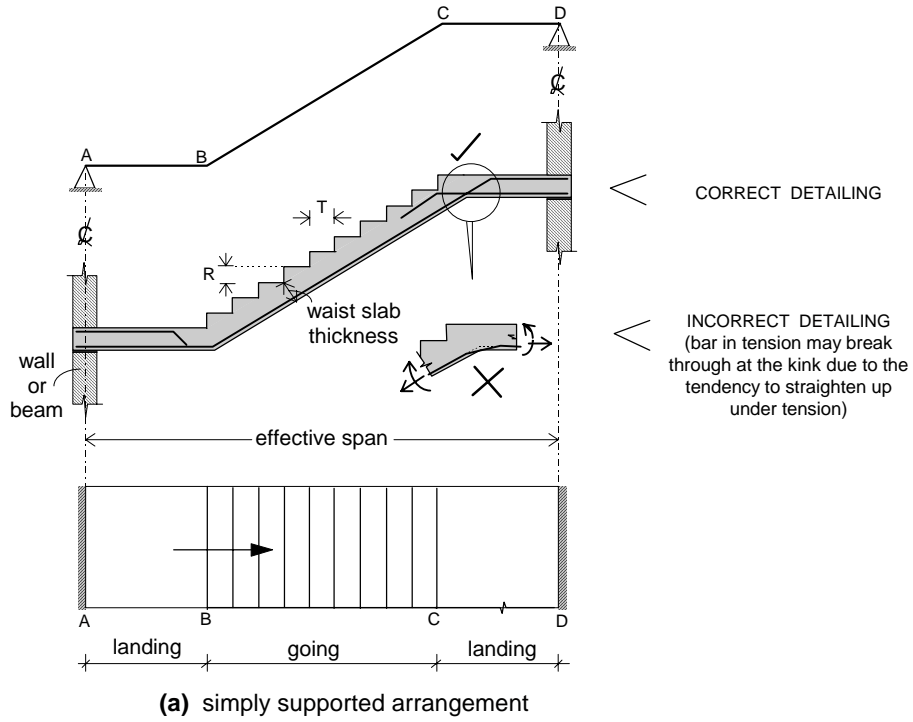 C D
℄
A B
CORRECT DETAILING
T
℄
R
waist slab
thickness
INCORRECT DETAILING
(bar in tension may break
through at the kink due to the
tendency to straighten up
under tension)
wall
or
beam
effective span
A B C D
landing going landing
(a) simply supported arrangement